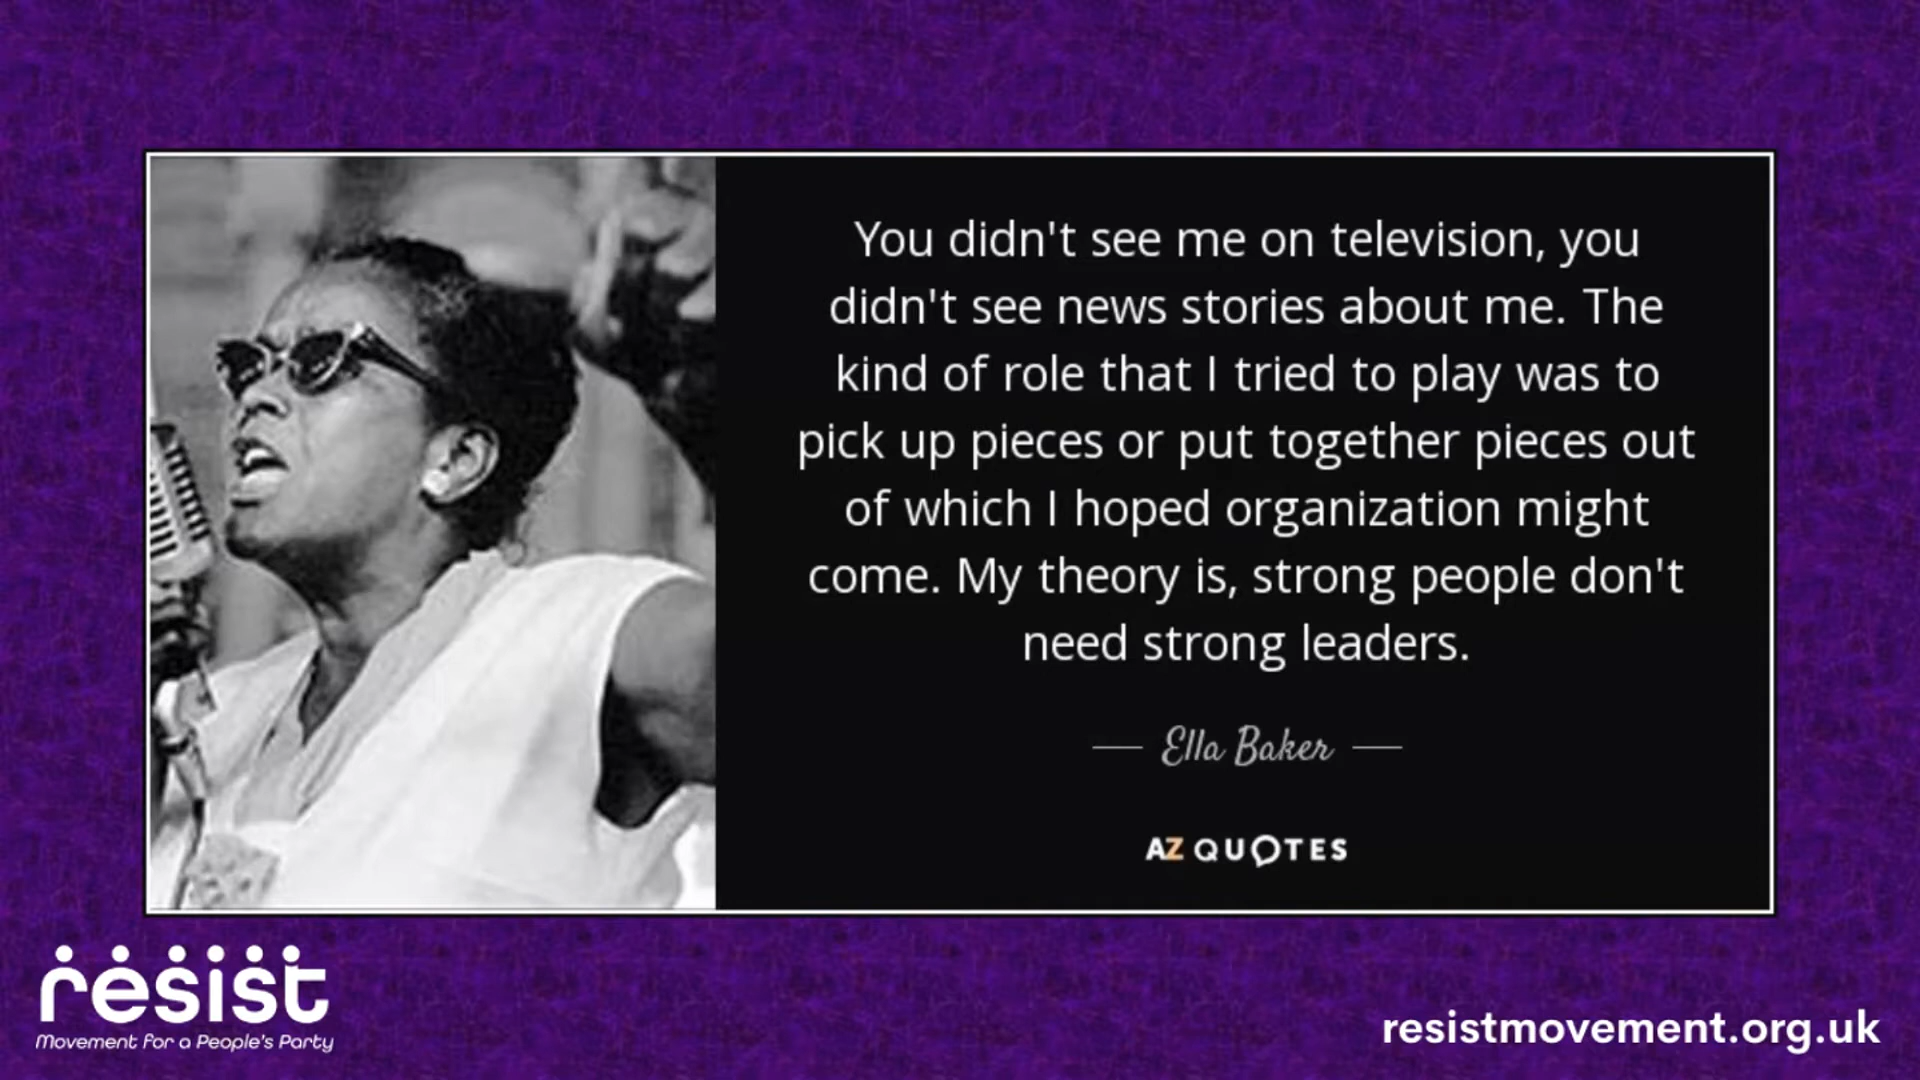 You didn't see me on television, you
didn't see news stories about me. The
kind of role that I tried to play was to
pick up pieces or put together pieces out
of which I hoped organization might
come. My theory is, strong people don't
need strong leaders.
Ella Baker
AZ QUOTES
resist
Movement for a People's Party
resistmovement.org.uk